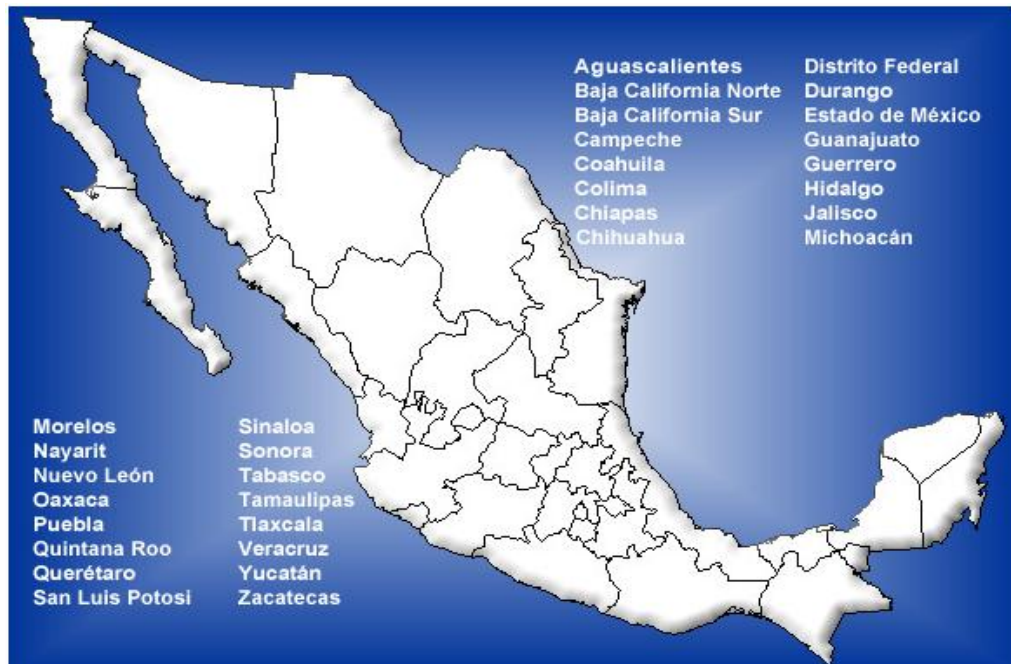 Aguascalientes
Baja California Norte
Baja California Sur
Campeche
Coahuila
Colima
Chiapas
Chihuahua
Distrito Federal
Durango
Estado de México
Guanajuato
Guerrero
Hidalgo
Jalisco
Michoacán
Morelos
Nayarit
Nuevo León
Oaxaca
Puebla
Quintana Roo
Querétaro
San Luis Potosi
Sinaloa
Sonora
Tabasco
Tamaulipas
Tlaxcala
Veracruz
Yucatán
Zacatecas